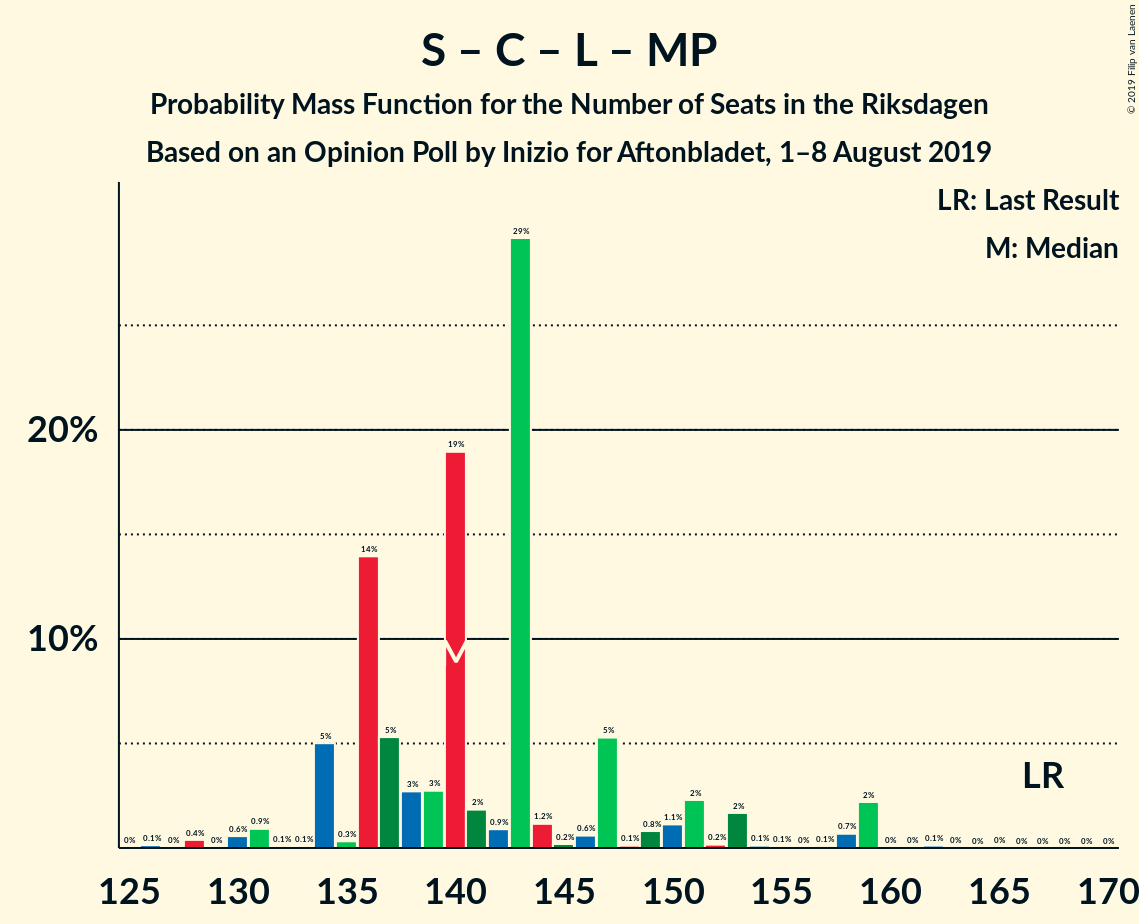 S – C – L – MP
Probability Mass Function for the Number of Seats in the Riksdagen
Based on an Opinion Poll by Inizio for Aftonbladet, 1–8 August 2019
© 2019 Filip van Laenen
LR: Last Result
M: Median
20%
10%
0% 0.1% 0% 0.4% 0% 0.6% 0.9% 0.1% 0.1% 5% 0.3% 14% 5% 3% 3% 19% 2% 0.9% 29% 1.2% 0.2% 0.6% 5% 0.1% 0.8% 1.1% 2% 0.2% 2% 0.1% 0.1% 0% 0.1% 0.7% 2% 0% 0% 0.1% 0% 0% 0% 0% 0% 0% 0% 0%
LR
125 130 135 140 145 150 155 160 165 170